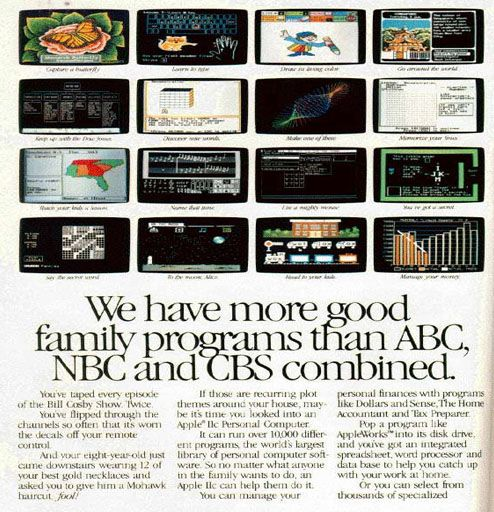 Capture a butterfly.
Learn to type.
Draw in living color.
Go around the world.
Keep up with the Dow Jones.
Discover new words.
Make one of these.
Memorize your lines.
Teach your kids a lesson.
Name that tune.
Use a mighty mouse.
You've got a secret.
Say the secret word.
To the moon, Alice.
Read to your kids.
Manage your money.
We have more good
family programs than ABC,
NBC and CBS combined.
You've taped every episode
of the Bill Cosby Show. Twice.
You've flipped through the
channels so often that it's worn
the decals off your remote
control.
And your eight-year-old just
came downstairs wearing 12 of
your best gold necklaces and
asked you to give him a Mohawk
haircut, fool!
If those are recurring plot
themes around your house, may-
be it's time you looked into an
Apple® IIc Personal Computer.
It can run over 10,000 differ-
ent programs, the world's largest
library of personal computer soft-
ware. So no matter what anyone
in the family wants to do, an
Apple IIc can help them do it.
You can manage your
personal finances with programs
like Dollars and Sense, The Home
Accountant and Tax Preparer.
Pop a program like
AppleWorks™ into its disk drive,
and you've got an integrated
spreadsheet, word processor and
data base to help you catch up
with your work at home.
Or you can select from
thousands of specialized